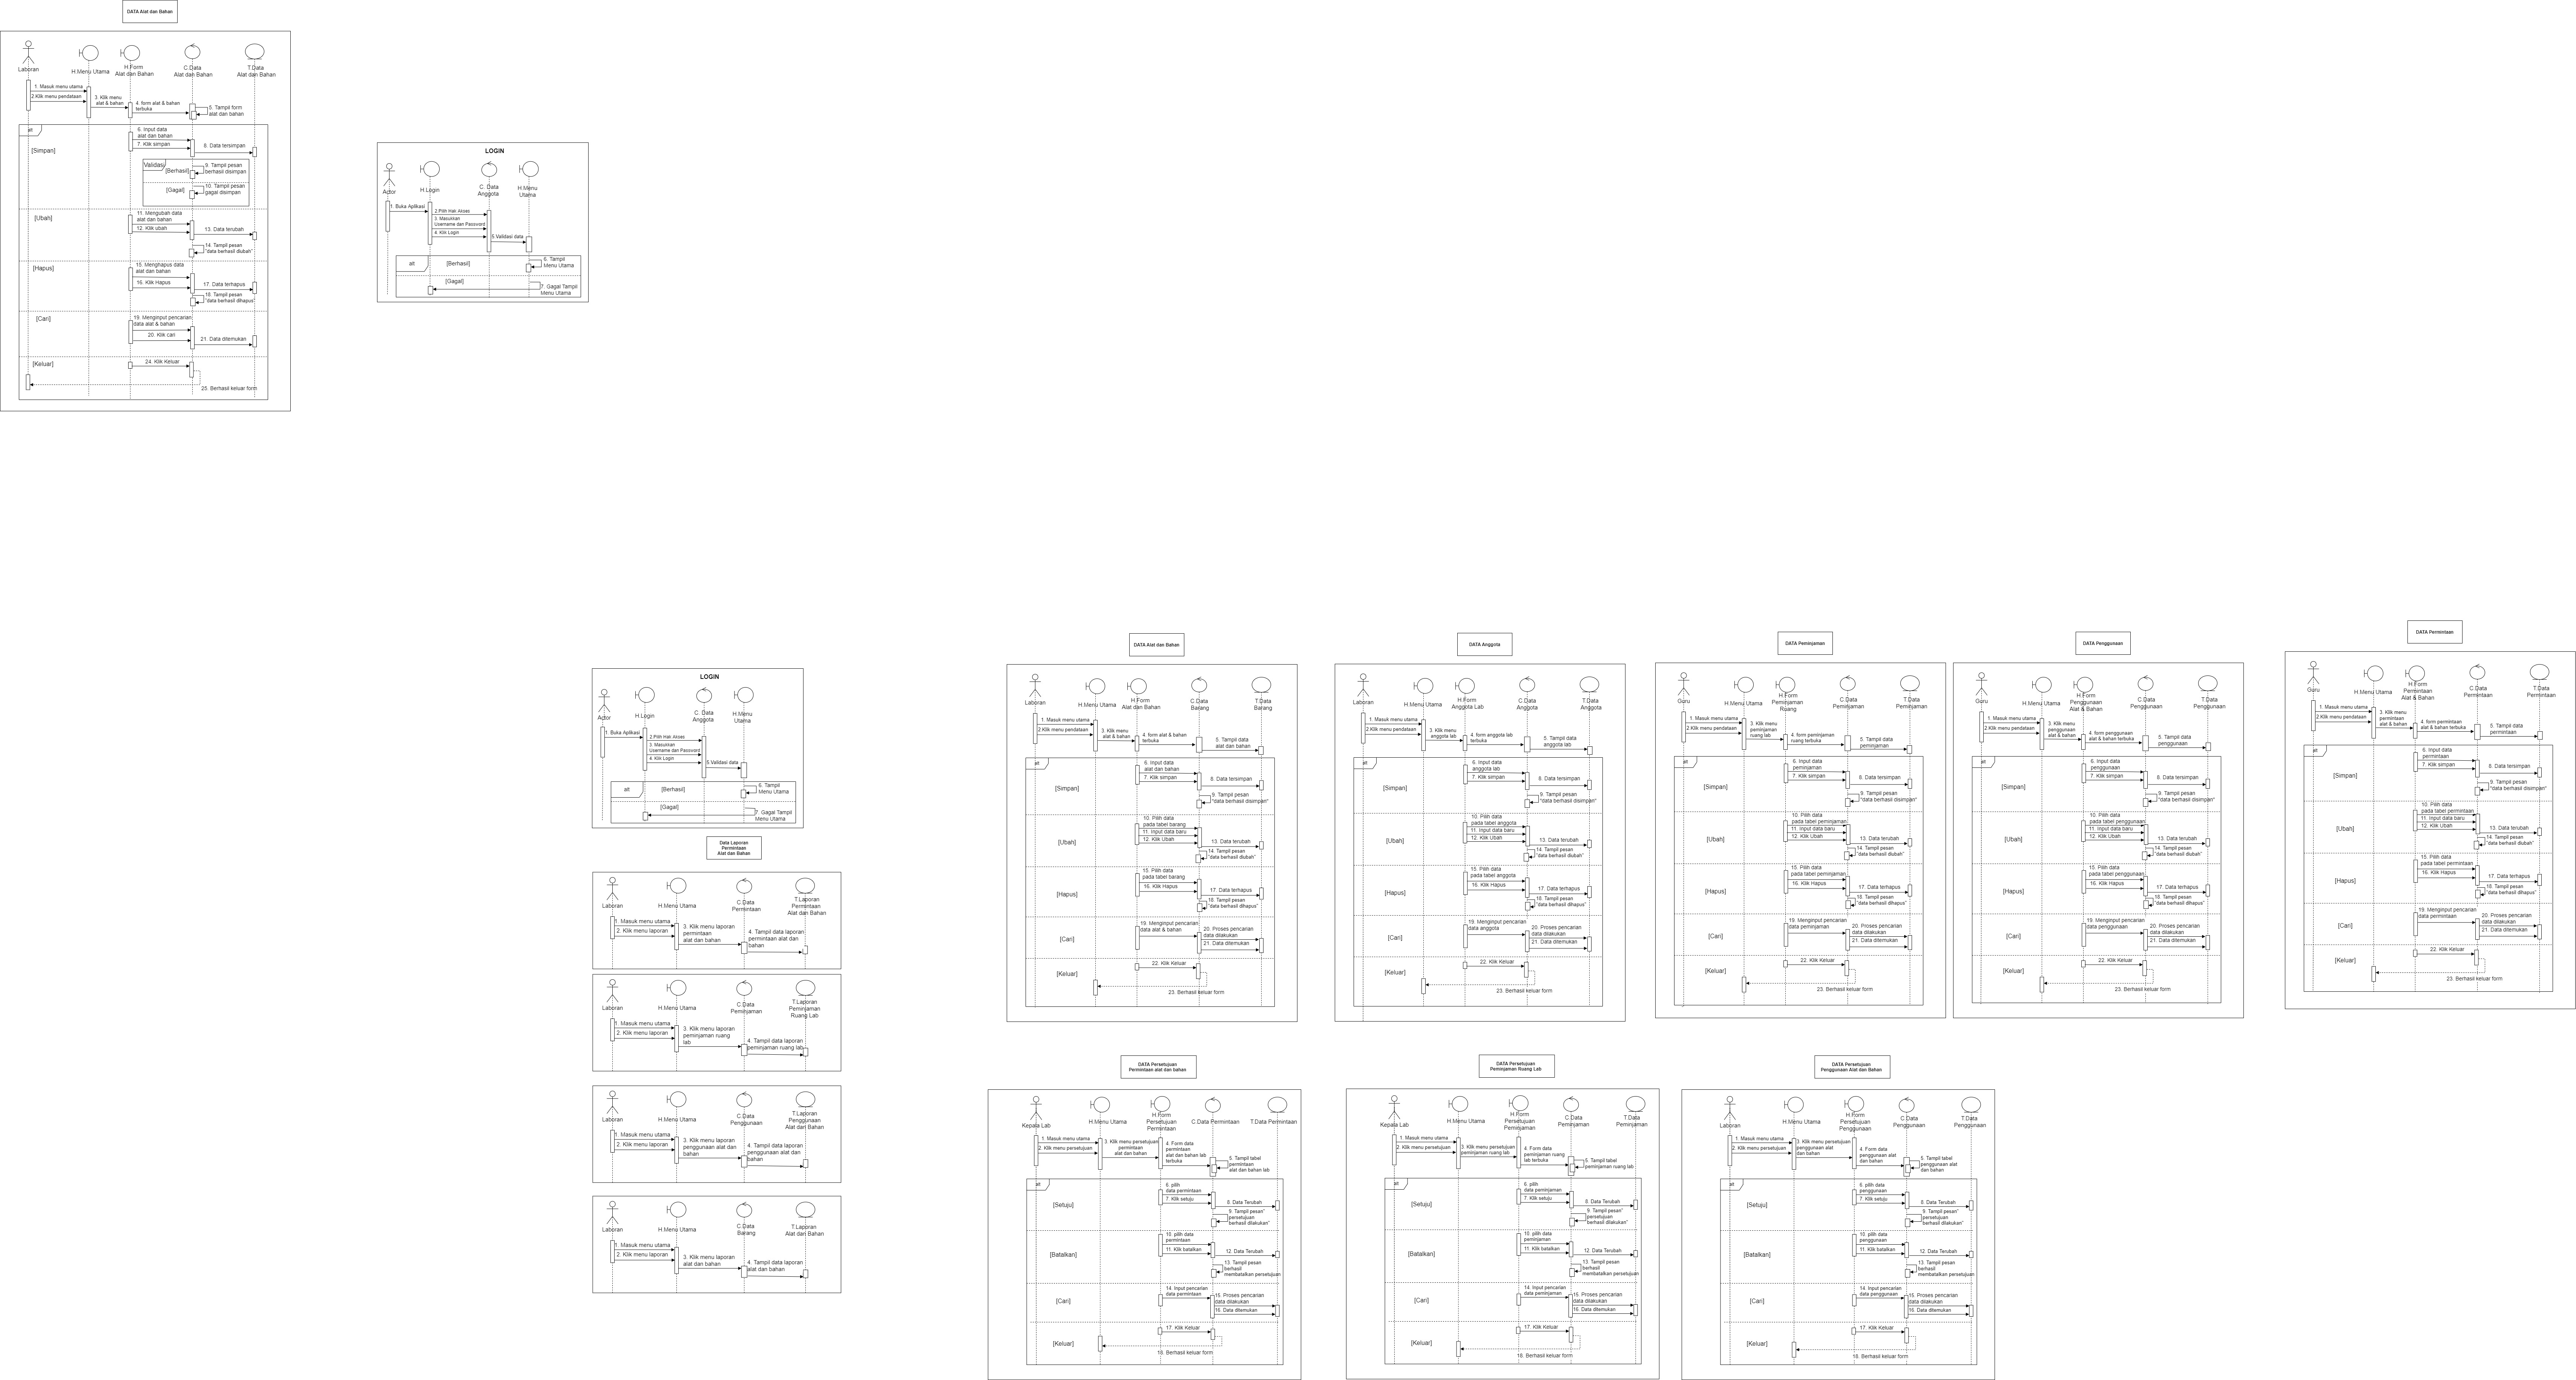 DATA Alat dan Bahan
Laboran
H.Menu Utama
H.Form
Alat dan Bahan
C.Data
Alat dan Bahan
T.Data
Alat dan Bahan
1. Masuk menu utama
2.Klik menu pendataan
3. Klik menu
alat & bahan
4. form alat & bahan
terbuka
5. Tampil form
alat dan bahan
alt
[Simpan]
6. Input data
alat dan bahan
7. Klik simpan
8. Data tersimpan
Validasi
[Berhasil]
9. Tampil pesan
berhasil disimpan
[Gagal]
10. Tampil pesan
gagal disimpan
[Ubah]
11. Mengubah data
alat dan bahan
12. Klik ubah
13. Data terubah
14. Tampil pesan
"data berhasil diubah"
[Hapus]
15. Menghapus data
alat dan bahan
16. Klik Hapus
17. Data terhapus
18. Tampil pesan
"data berhasil dihapus"
[Cari]
19. Menginput pencarian
data alat & bahan
20. Klik cari
21. Data ditemukan
[Keluar]
24. Klik Keluar
25. Berhasil keluar form
LOGIN
Actor
H.Login
C. Data
Anggota
H.Menu
Utama
1. Buka Aplikasi
2.Pilih Hak Akses
3. Masukkan
Username dan Password
4. Klik Login
5.Validasi data
alt
[Berhasil]
6. Tampil
Menu Utama
[Gagal]
7. Gagal Tampil
Menu Utama
LOGIN
Actor
H.Login
C. Data
Anggota
H.Menu
Utama
1. Buka Aplikasi
2.Pilih Hak Akses
3. Masukkan
Username dan Password
4. Klik Login
5.Validasi data
alt
[Berhasil]
6. Tampil
Menu Utama
[Gagal]
7. Gagal Tampil
Menu Utama
Data Laporan
Permintaan
Alat dan Bahan
Laboran
H.Menu Utama
C.Data
Permintaan
T.Laporan
Permintaan
Alat dan Bahan
1. Masuk menu utama
2. Klik menu laporan
3. Klik menu laporan
permintaan
alat dan bahan
4. Tampil data laporan
permintaan alat dan
bahan
Laboran
H.Menu Utama
C.Data
Peminjaman
T.Laporan
Peminjaman
Ruang Lab
1. Masuk menu utama
2. Klik menu laporan
3. Klik menu laporan
peminjaman ruang
lab
4. Tampil data laporan
peminjaman ruang lab
Laboran
H.Menu Utama
C.Data
Penggunaan
T.Laporan
Penggunaan
Alat dan Bahan
1. Masuk menu utama
2. Klik menu laporan
3. Klik menu laporan
penggunaan alat dan
bahan
4. Tampil data laporan
penggunaan alat dan
bahan
Laboran
H.Menu Utama
C.Data
Barang
T.Laporan
Alat dan Bahan
1. Masuk menu utama
2. Klik menu laporan
3. Klik menu laporan
alat dan bahan
4. Tampil data laporan
alat dan bahan
DATA Alat dan Bahan
Laboran
H.Menu Utama
H.Form
Alat dan Bahan
C.Data
Barang
T.Data
Barang
1. Masuk menu utama
2.Klik menu pendataan
3. Klik menu
alat & bahan
4. form alat & bahan
terbuka
5. Tampil data
alat dan bahan
alt
[Simpan]
6. Input data
alat dan bahan
7. Klik simpan
8. Data tersimpan
9. Tampil pesan
"data berhasil disimpan"
[Ubah]
10. Pilih data
pada tabel barang
11. Input data baru
12. Klik Ubah
13. Data terubah
14. Tampil pesan
"data berhasil diubah"
[Hapus]
15. Pilih data
pada tabel barang
16. Klik Hapus
17. Data terhapus
18. Tampil pesan
"data berhasil dihapus"
[Cari]
19. Menginput pencarian
data alat & bahan
20. Proses pencarian
data dilakukan
21. Data ditemukan
[Keluar]
22. Klik Keluar
23. Berhasil keluar form
DATA Anggota
Laboran
H.Menu Utama
H.Form
Anggota Lab
C.Data
Anggota
T.Data
Anggota
1. Masuk menu utama
2.Klik menu pendataan
3. Klik menu
anggota lab
4. form anggota lab
terbuka
5. Tampil data
anggota lab
alt
[Simpan]
6. Input data
anggota lab
7. Klik simpan
8. Data tersimpan
9. Tampil pesan
"data berhasil disimpan"
[Ubah]
10. Pilih data
pada tabel anggota
11. Input data baru
12. Klik Ubah
13. Data terubah
14. Tampil pesan
"data berhasil diubah"
[Hapus]
15. Pilih data
pada tabel anggota
16. Klik Hapus
17. Data terhapus
18. Tampil pesan
"data berhasil dihapus"
[Cari]
19. Menginput pencarian
data anggota
20. Proses pencarian
data dilakukan
21. Data ditemukan
[Keluar]
22. Klik Keluar
23. Berhasil keluar form
DATA Peminjaman
Guru
H.Menu Utama
H.Form
Peminjaman
Ruang
C.Data
Peminjaman
T.Data
Peminjaman
1. Masuk menu utama
2.Klik menu pendataan
3. Klik menu
peminjaman
ruang lab
4. form peminjaman
ruang terbuka
5. Tampil data
peminjaman
alt
[Simpan]
6. Input data
peminjaman
7. Klik simpan
8. Data tersimpan
9. Tampil pesan
"data berhasil disimpan"
[Ubah]
10. Pilih data
pada tabel peminjaman
11. Input data baru
12. Klik Ubah
13. Data terubah
14. Tampil pesan
"data berhasil diubah"
[Hapus]
15. Pilih data
pada tabel peminjaman
16. Klik Hapus
17. Data terhapus
18. Tampil pesan
"data berhasil dihapus"
[Cari]
19. Menginput pencarian
data peminjaman
20. Proses pencarian
data dilakukan
21. Data ditemukan
[Keluar]
22. Klik Keluar
23. Berhasil keluar form
DATA Penggunaan
Guru
H.Menu Utama
H.Form
Penggunaan
Alat & Bahan
C.Data
Penggunaan
T.Data
Penggunaan
1. Masuk menu utama
2.Klik menu pendataan
3. Klik menu
penggunaan
alat & bahan
4. form penggunaan
alat & bahan terbuka
5. Tampil data
penggunaan
alt
[Simpan]
6. Input data
penggunaan
7. Klik simpan
8. Data tersimpan
9. Tampil pesan
"data berhasil disimpan"
[Ubah]
10. Pilih data
pada tabel penggunaan
11. Input data baru
12. Klik Ubah
13. Data terubah
14. Tampil pesan
"data berhasil diubah"
[Hapus]
15. Pilih data
pada tabel penggunaan
16. Klik Hapus
17. Data terhapus
18. Tampil pesan
"data berhasil dihapus"
[Cari]
19. Menginput pencarian
data penggunaan
20. Proses pencarian
data dilakukan
21. Data ditemukan
[Keluar]
22. Klik Keluar
23. Berhasil keluar form
DATA Permintaan
Guru
H.Menu Utama
H.Form
Permintaan
Alat & Bahan
C.Data
Permintaan
T.Data
Permintaan
1. Masuk menu utama
2.Klik menu pendataan
3. Klik menu
permintaan
alat & bahan
4. form permintaan
alat & bahan terbuka
5. Tampil data
permintaan
alt
[Simpan]
6. Input data
permintaan
7. Klik simpan
8. Data tersimpan
9. Tampil pesan
"data berhasil disimpan"
[Ubah]
10. Pilih data
pada tabel permintaan
11. Input data baru
12. Klik Ubah
13. Data terubah
14. Tampil pesan
"data berhasil diubah"
[Hapus]
15. Pilih data
pada tabel permintaan
16. Klik Hapus
17. Data terhapus
18. Tampil pesan
"data berhasil dihapus"
[Cari]
19. Menginput pencarian
data permintaan
20. Proses pencarian
data dilakukan
21. Data ditemukan
[Keluar]
22. Klik Keluar
23. Berhasil keluar form
DATA Persetujuan
Permintaan alat dan bahan
Kepala Lab
H.Menu Utama
H.Form
Persetujuan
Permintaan
C.Data Permintaan
T.Data Permintaan
1. Masuk menu utama
2. Klik menu persetujuan
3. Klik menu persetujuan
permintaan
alat dan bahan
4. Form data
permintaan
alat dan bahan lab
terbuka
5. Tampil tabel
permintaan
alat dan bahan lab
alt
[Setuju]
6. pilih
data permintaan
7. Klik setuju
8. Data Terubah
9. Tampil pesan"
persetujuan
berhasil dilakukan"
[Batalkan]
10. pilih data
permintaan
11. Klik batalkan
12. Data Terubah
13. Tampil pesan
berhasil
membatalkan persetujuan
[Cari]
14. Input pencarian
data permintaan
15. Proses pencarian
data dilakukan
16. Data ditemukan
[Keluar]
17. Klik Keluar
18. Berhasil keluar form
DATA Persetujuan
Peminjaman Ruang Lab
Kepala Lab
H.Menu Utama
H.Form
Persetujuan
Peminjaman
C.Data
Peminjaman
T.Data
Peminjaman
1. Masuk menu utama
2. Klik menu persetujuan
3. Klik menu persetujuan
peminjaman ruang lab
4. Form data
peminjaman ruang
lab terbuka
5. Tampil tabel
peminjaman ruang lab
alt
[Setuju]
6. pilih
data peminjaman
7. Klik setuju
8. Data Terubah
9. Tampil pesan"
persetujuan
berhasil dilakukan"
[Batalkan]
10. pilih data
peminjaman
11. Klik batalkan
12. Data Terubah
13. Tampil pesan
berhasil
membatalkan persetujuan
[Cari]
14. Input pencarian
data peminjaman
15. Proses pencarian
data dilakukan
16. Data ditemukan
[Keluar]
17. Klik Keluar
18. Berhasil keluar form
DATA Persetujuan
Penggunaan Alat dan Bahan
Laboran
H.Menu Utama
H.Form
Persetujuan
Penggunaan
C.Data
Penggunaan
T.Data
Penggunaan
1. Masuk menu utama
2. Klik menu persetujuan
3. Klik menu persetujuan
penggunaan alat
dan bahan
4. Form data
penggunaan alat
dan bahan
5. Tampil tabel
penggunaan alat
dan bahan
alt
[Setuju]
6. pilih data
penggunaan
7. Klik setuju
8. Data Terubah
9. Tampil pesan"
persetujuan
berhasil dilakukan"
[Batalkan]
10. pilih data
penggunaan
11. Klik batalkan
12. Data Terubah
13. Tampil pesan
berhasil
membatalkan persetujuan
[Cari]
14. Input pencarian
data penggunaan
15. Proses pencarian
data dilakukan
16. Data ditemukan
[Keluar]
17. Klik Keluar
18. Berhasil keluar form